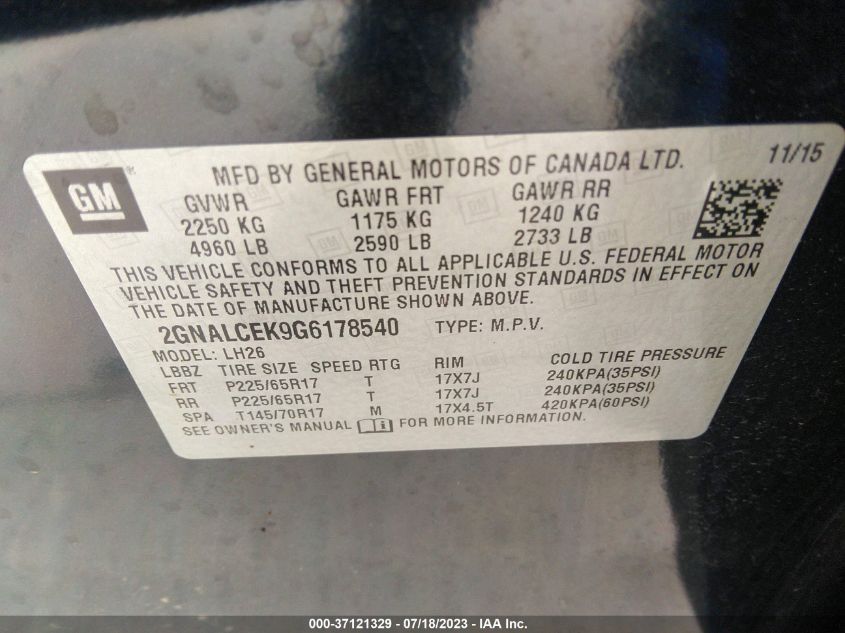 GM ®
MFD BY GENERAL MOTORS OF CANADA LTD. 11/15
GVWR GAWR FRT GAWR RR
2250 KG 1175 KG 1240 KG
4960 LB 2590 LB 2733 LB
THIS VEHICLE CONFORMS TO ALL APPLICABLE U.S. FEDERAL MOTOR
VEHICLE SAFETY AND THEFT PREVENTION STANDARDS IN EFFECT ON
THE DATE OF MANUFACTURE SHOWN ABOVE.
2GNALCEK9G6178540 TYPE: M.P.V.
MODEL: LH26
LBBZ TIRE SIZE SPEED RTG RIM COLD TIRE PRESSURE
FRT P225/65R17 T 17X7J 240KPA(35PSI)
RR P225/65R17 T 17X7J 240KPA(35PSI)
SPA T145/70R17 M 17X4.5T 420KPA(60PSI)
SEE OWNER'S MANUAL FOR MORE INFORMATION.
000-37121329 - 07/18/2023 - © IAA Inc.